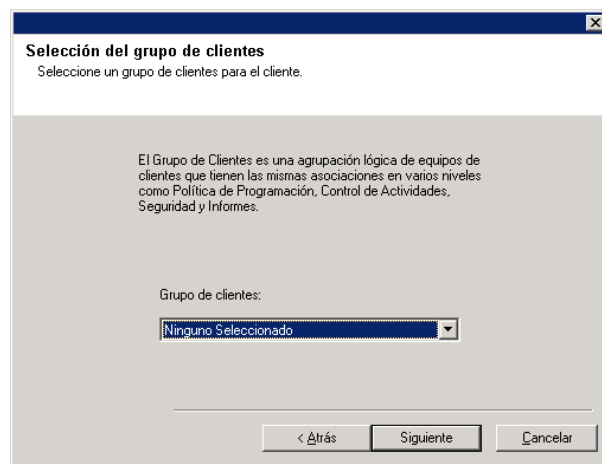 Selección del grupo de clientes
Seleccione un grupo de clientes para el cliente.
El Grupo de Clientes es una agrupación lógica de equipos de
clientes que tienen las mismas asociaciones en varios niveles
como Política de Programación, Control de Actividades,
Seguridad y Informes.
Grupo de clientes:
Ninguno Seleccionado
< Atrás
Siguiente
Cancelar